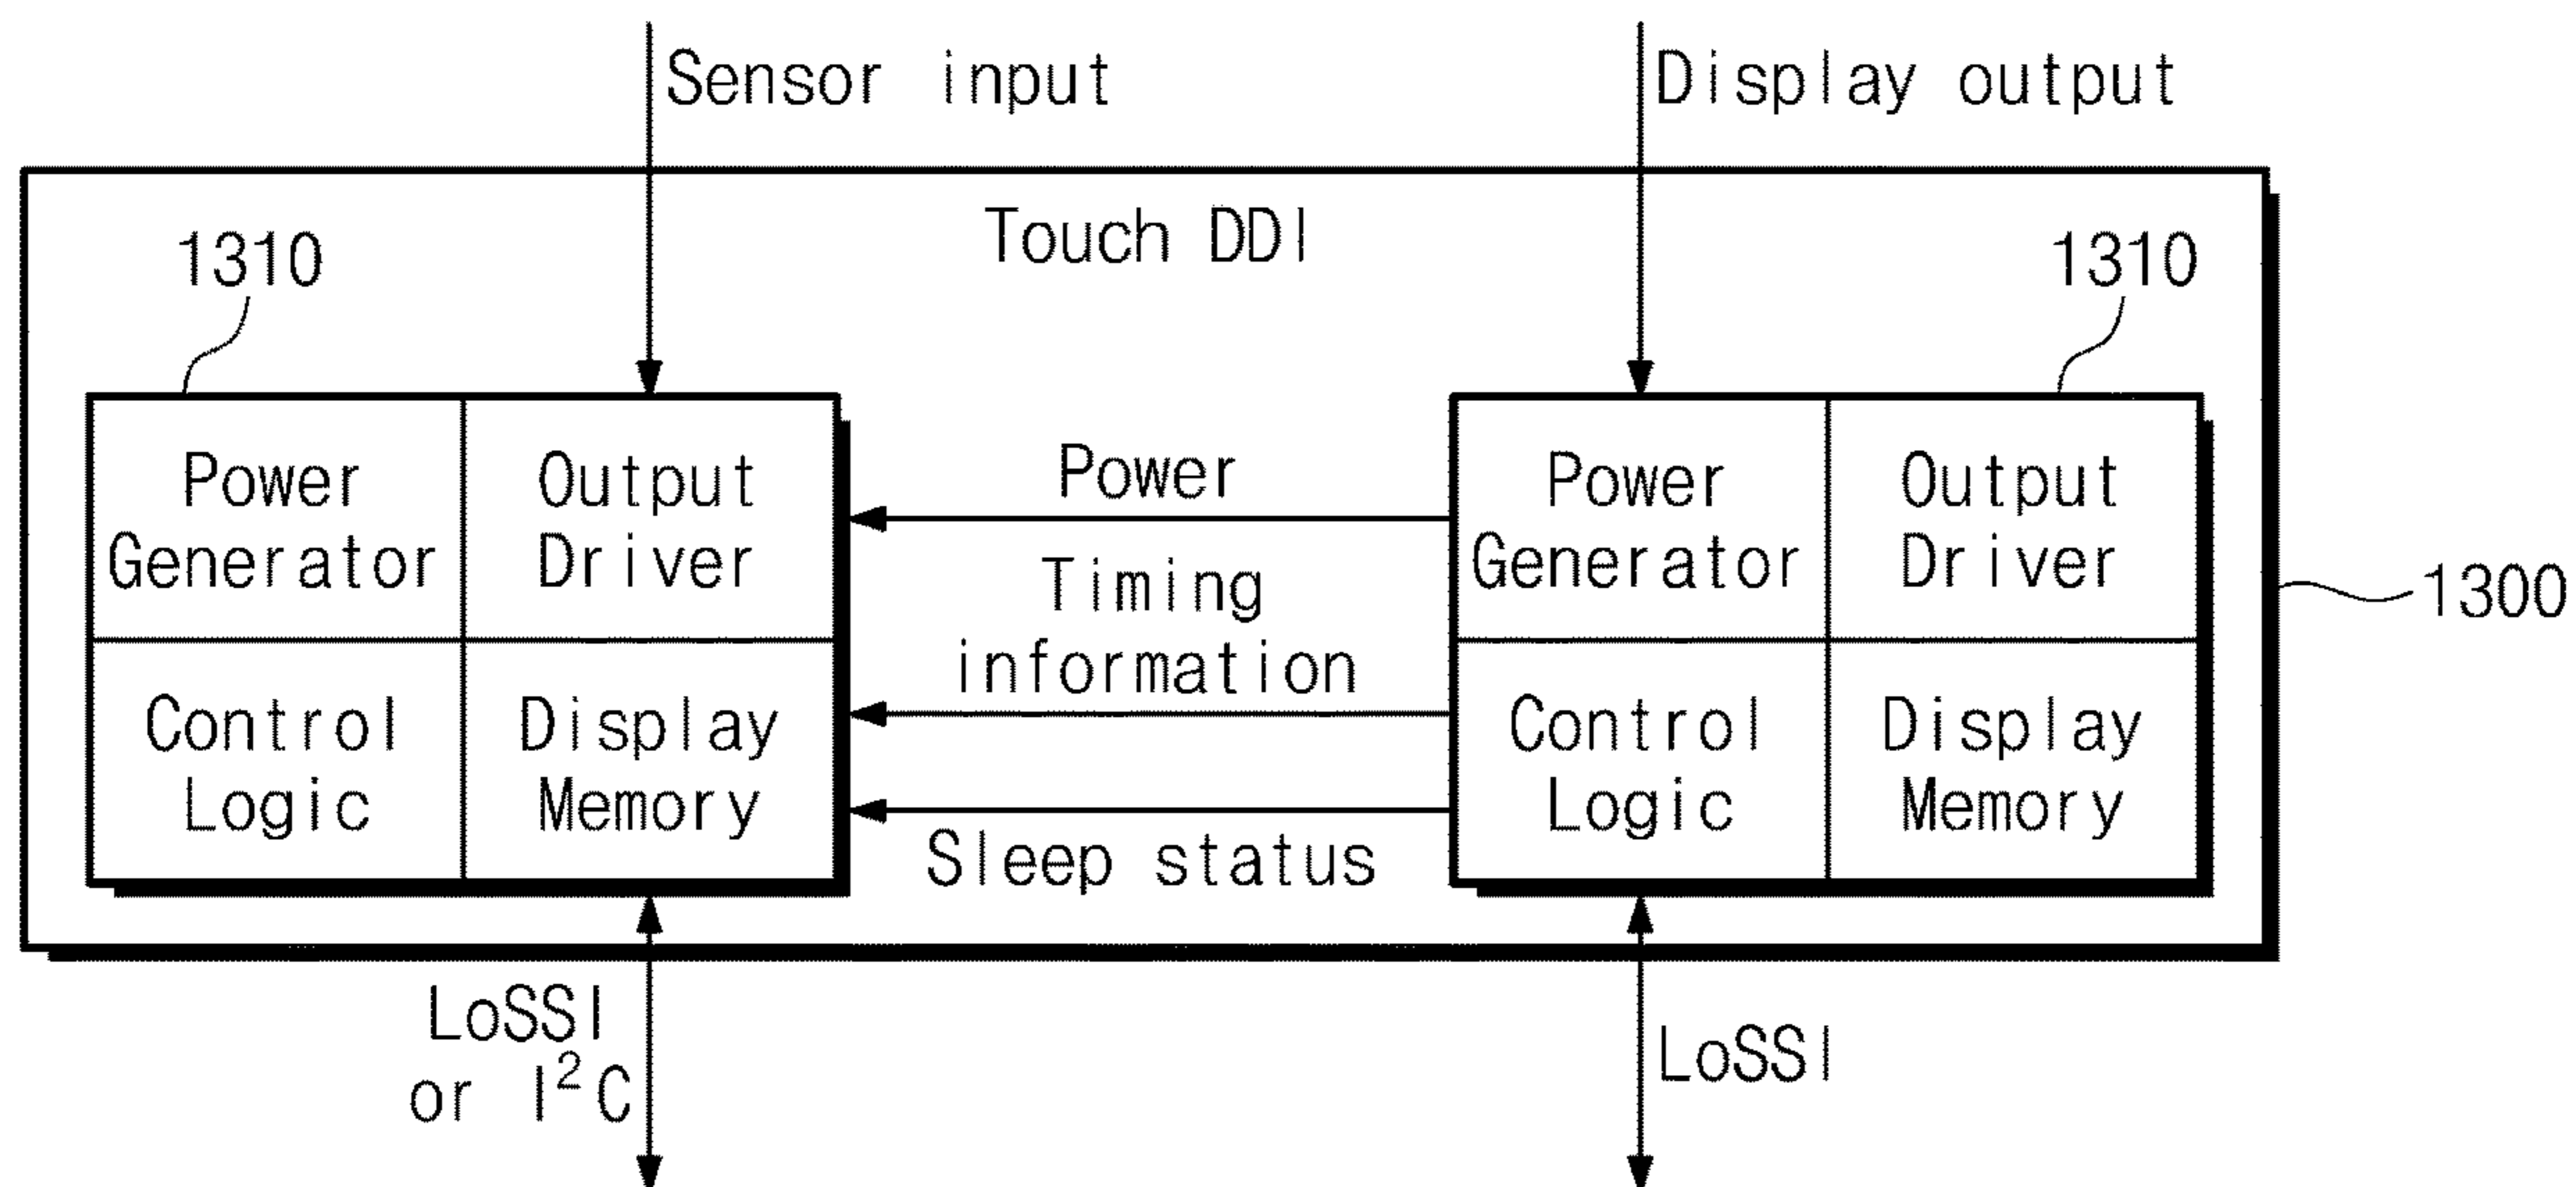 Sensor input
Display output
Touch DDI
1310
1310
Power
Generator
Output
Driver
Control
Logic
Display
Memory
Power
Timing
information
Sleep status
Power
Generator
Output
Driver
Control
Logic
Display
Memory
1300
LoSSI
or I²C
LoSSI